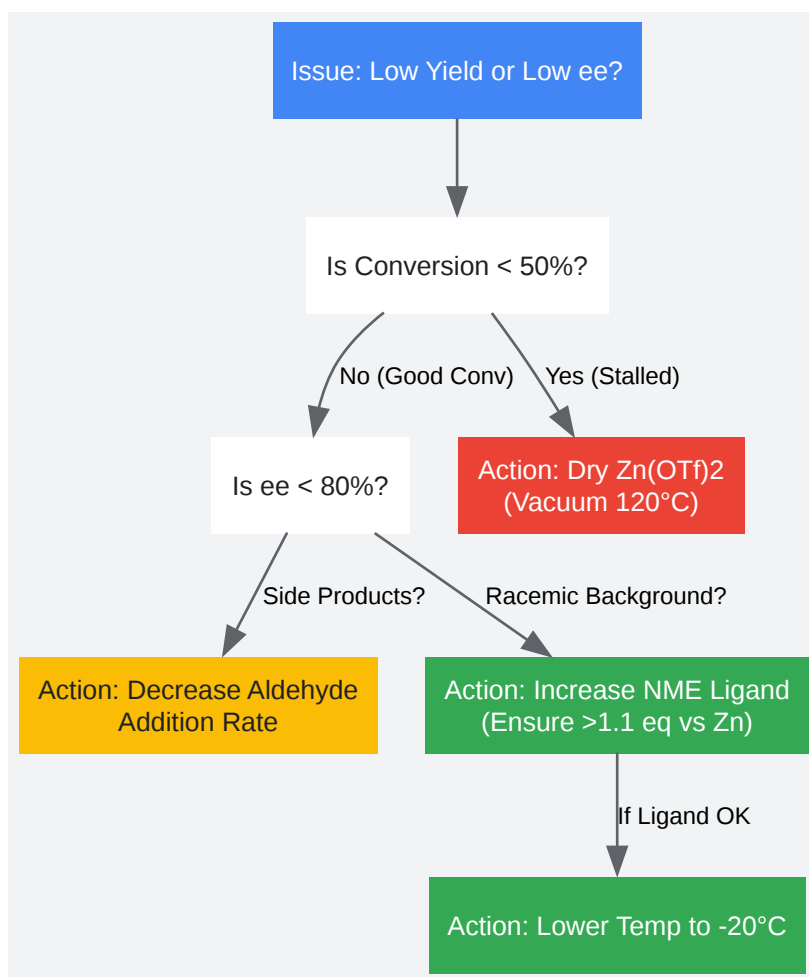 Issue: Low Yield or Low ee?
Is Conversion < 50%?
No (Good Conv)
Yes (Stalled)
Is ee < 80%?
Action: Dry Zn(OTf)2
(Vacuum 120°C)
Side Products?
Racemic Background?
Action: Decrease Aldehyde
Addition Rate
Action: Increase NME Ligand
(Ensure >1.1 eq vs Zn)
If Ligand OK
Action: Lower Temp to -20°C